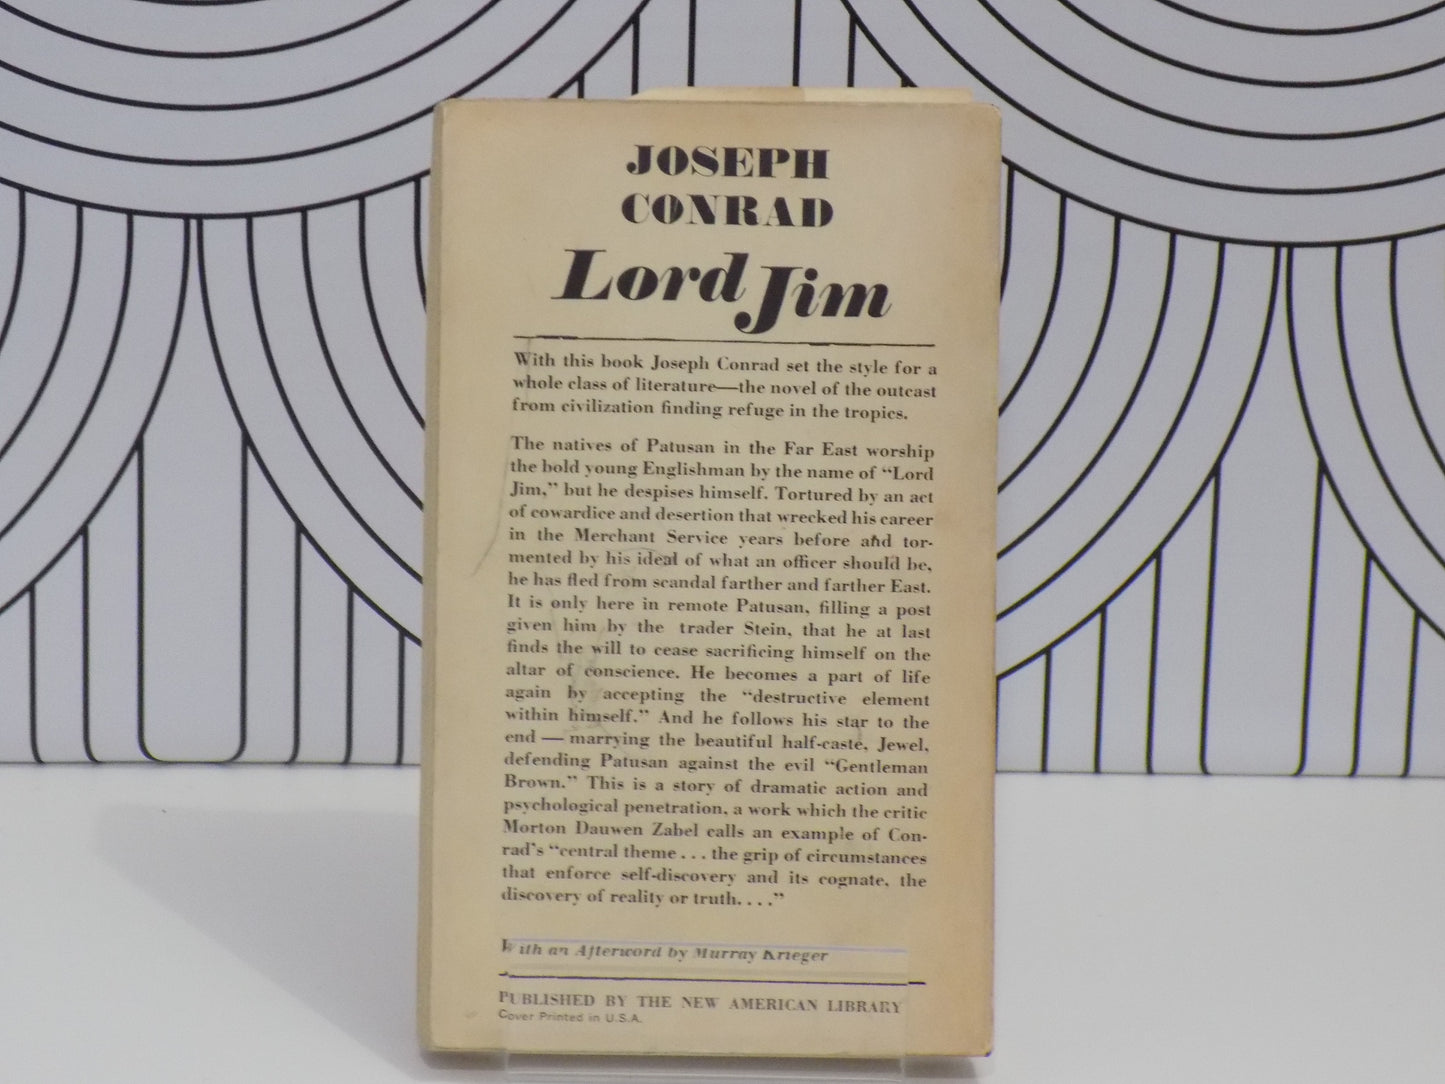 JOSEPH
CONRAD
Lord Jim
With this book Joseph Conrad set the style for a
whole class of literature—the novel of the outcast
from civilization finding refuge in the tropics.
The natives of Patusan in the Far East worship
the bold young Englishman by the name of “Lord
Jim,” but he despises himself. Tortured by an act
of cowardice and desertion that wrecked his career
in the Merchant Service years before and tor-
mented by his ideal of what an officer should be,
he has fled from scandal farther and farther East.
It is only here in remote Patusan, filling a post
given him by the trader Stein, that he at last
finds the will to cease sacrificing himself on the
altar of conscience. He becomes a part of life
again by accepting the “destructive element
within himself.” And he follows his star to the
end — marrying the beautiful half-caste, Jewel,
defending Patusan against the evil “Gentleman
Brown.” This is a story of dramatic action and
psychological penetration, a work which the critic
Morton Dauwen Zabel calls an example of Con-
rad’s “central theme . . . the grip of circumstances
that enforce self-discovery and its cognate, the
discovery of reality or truth. . . .”
With an Afterword by Murray Krieger
PUBLISHED BY THE NEW AMERICAN LIBRARY
Cover Printed in U.S.A.